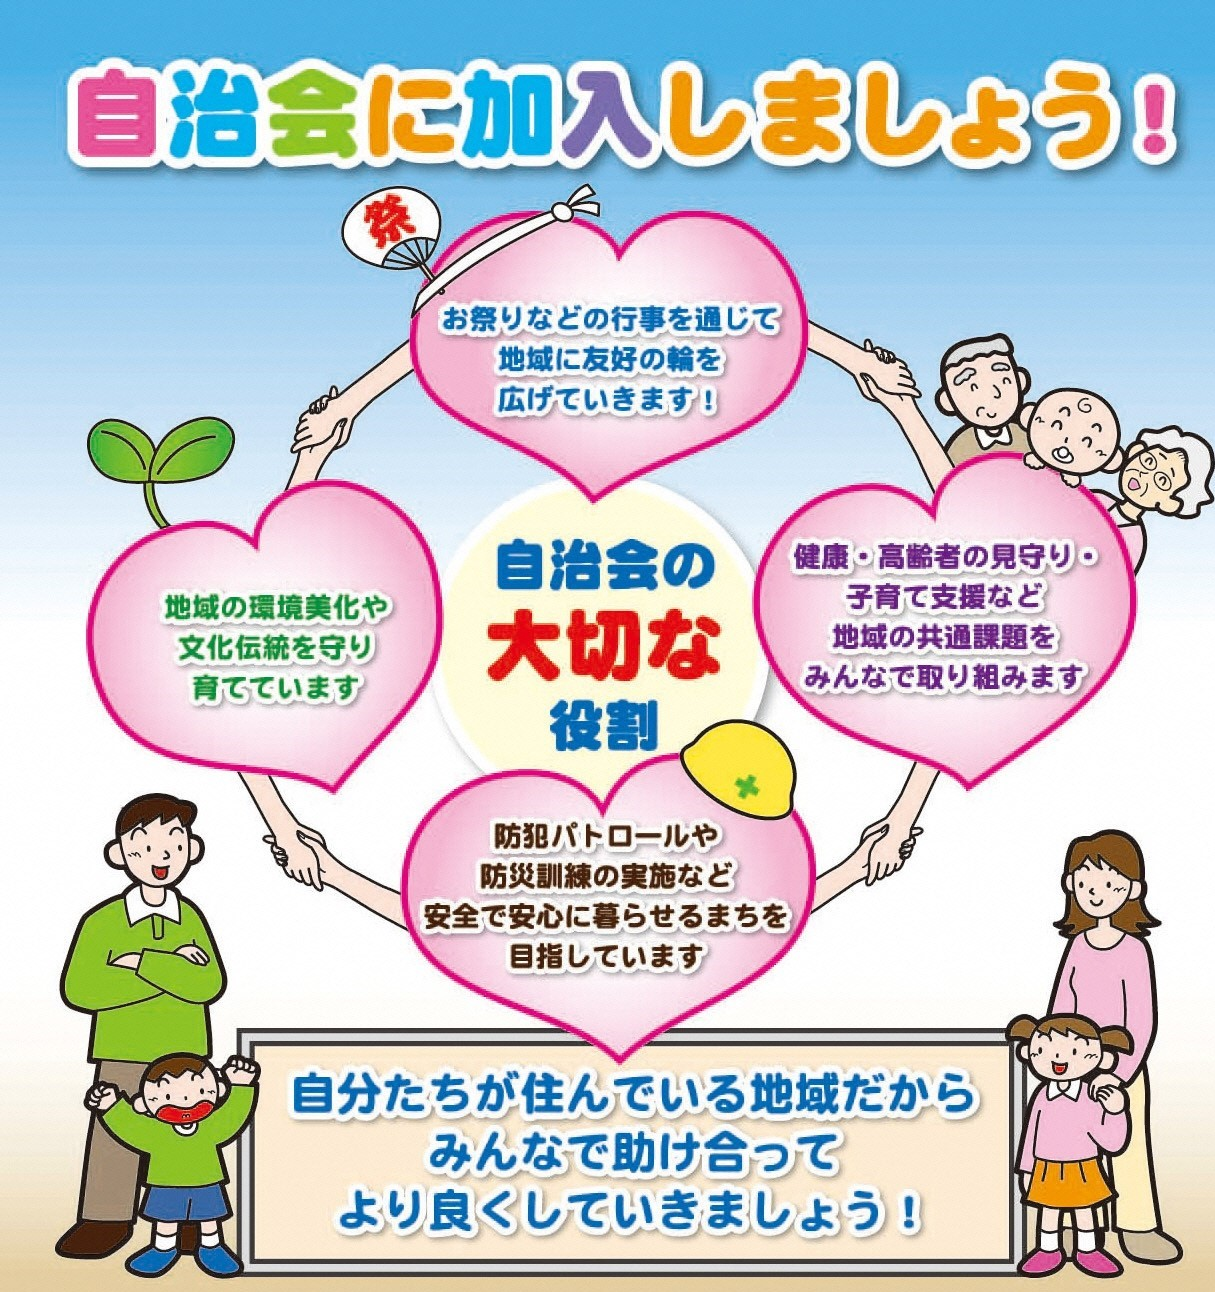 自治会に加入しましょう！
祭
お祭りなどの行事を通じて
地域に友好の輪を
広げていきます！
地域の環境美化や
文化伝統を守り
育てています
自治会の
大切な
役割
健康・高齢者の見守り・
子育て支援など
地域の共通課題を
みんなで取り組みます
防犯パトロールや
防災訓練の実施など
安全で安心に暮らせるまちを
目指しています
自分たちが住んでいる地域だから
みんなで助け合って
より良くしていきましょう！